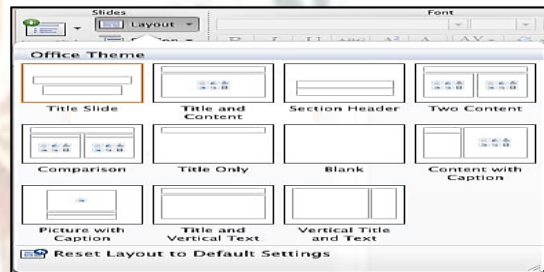 Slides
Font
Layout
Office Theme
Title Slide
Title and
Content
Section Header
Two Content
Comparison
Title Only
Blank
Content with
Caption
Picture with
Caption
Title and
Vertical Text
Vertical Title
and Text
Reset Layout to Default Settings